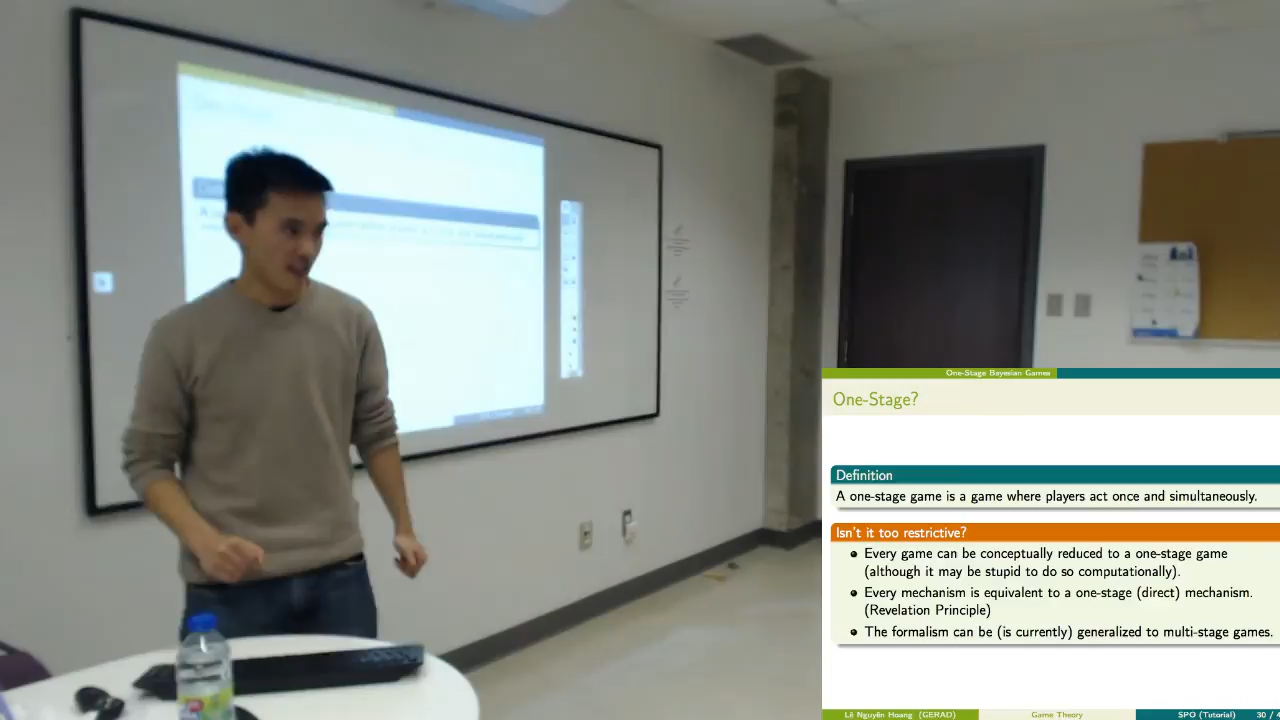 One-Stage Bayesian Games
One-Stage?
Definition
A one-stage game is a game where players act once and simultaneously.
Isn't it too restrictive?
Every game can be conceptually reduced to a one-stage game
(although it may be stupid to do so computationally).
Every mechanism is equivalent to a one-stage (direct) mechanism.
(Revelation Principle)
The formalism can be (is currently) generalized to multi-stage games.
Lê Nguyên Hoang (GERAD) Game Theory SPO (Tutorial) 30 /